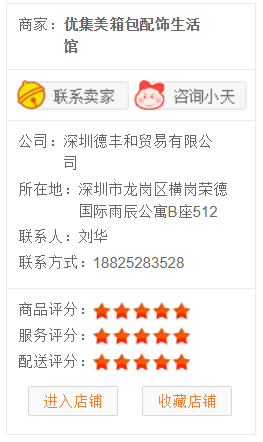 商家：优集美箱包配饰生活
馆
联系卖家
咨询小天
公司：深圳德丰和贸易有限公
司
所在地：深圳市龙岗区横岗荣德
国际雨辰公寓B座512
联系人：刘华
联系方式：18825283528
商品评分：
服务评分：
配送评分：
进入店铺
收藏店铺